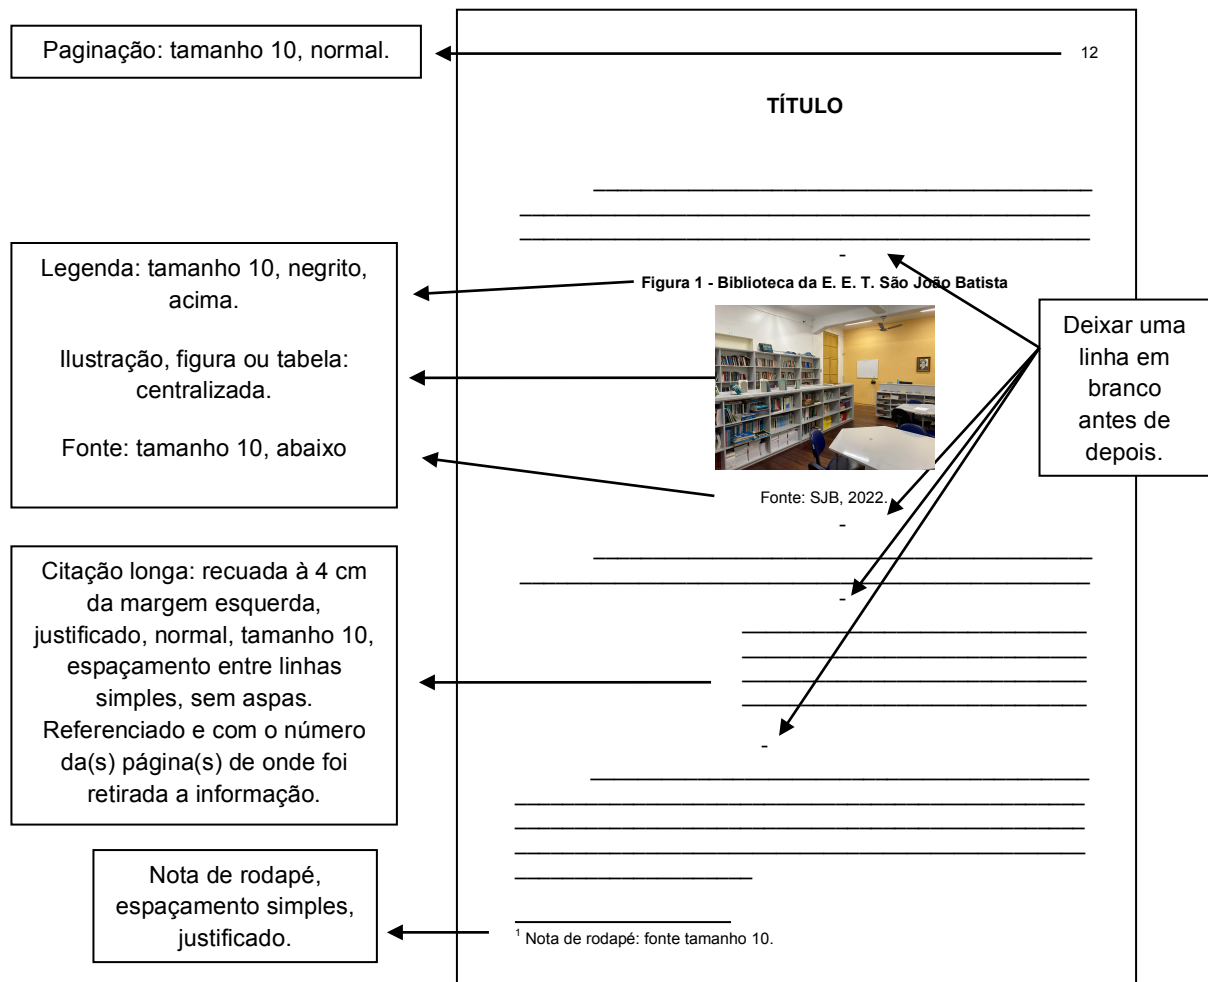 Paginação: tamanho 10, normal.
12
TÍTULO
Legenda: tamanho 10, negrito,
acima.
Ilustração, figura ou tabela:
centralizada.
Fonte: tamanho 10, abaixo
Figura 1 - Biblioteca da E. E. T. São João Batista
Fonte: SJB, 2022.
Deixar uma
linha em
branco
antes de
depois.
Citação longa: recuada à 4 cm
da margem esquerda,
justificado, normal, tamanho 10,
espaçamento entre linhas
simples, sem aspas.
Referenciado e com o número
da(s) página(s) de onde foi
retirada a informação.
Nota de rodapé,
espaçamento simples,
justificado.
¹ Nota de rodapé: fonte tamanho 10.